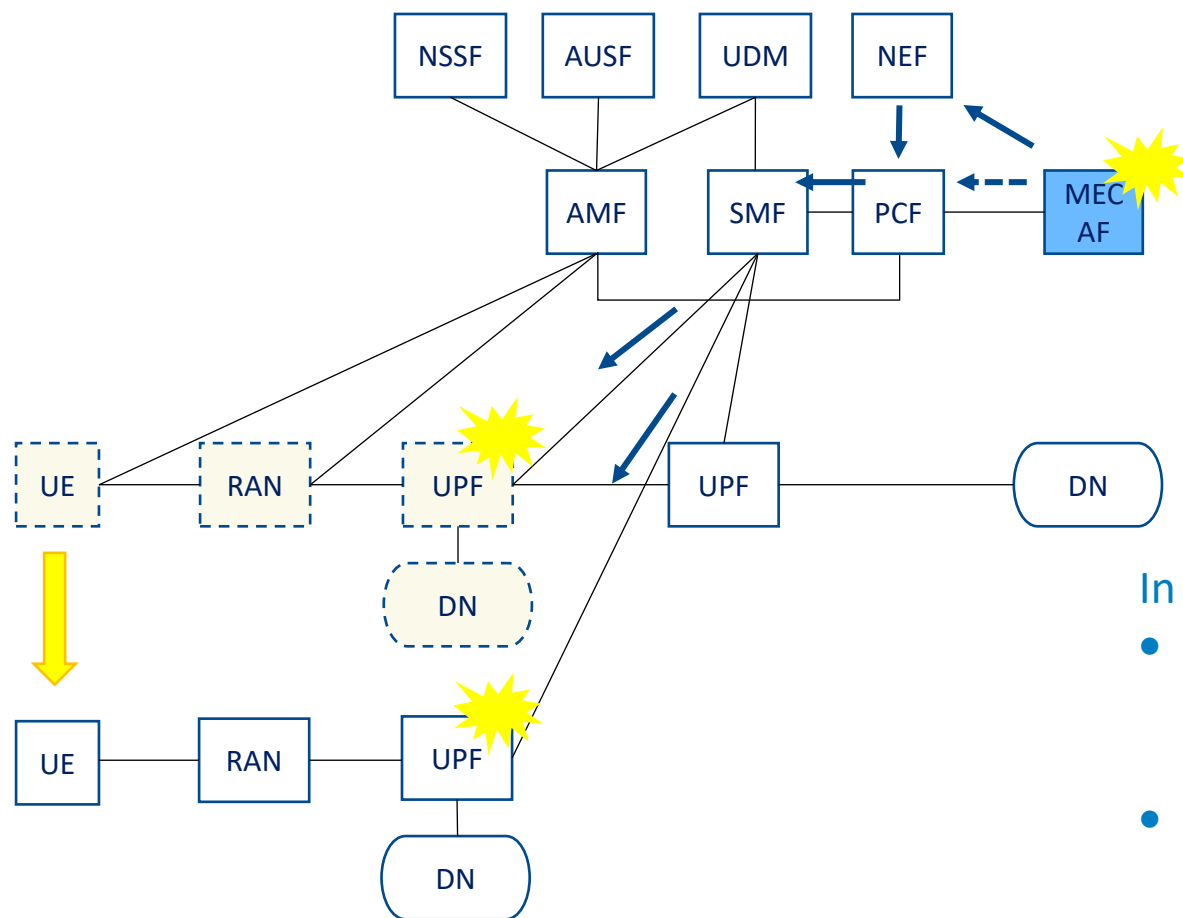 NSSF
AUSF
UDM
NEF
AMF
SMF
PCF
MEC
AF
UE
RAN
UPF
UPF
DN
DN
In
•
•
UE
RAN
UPF
DN